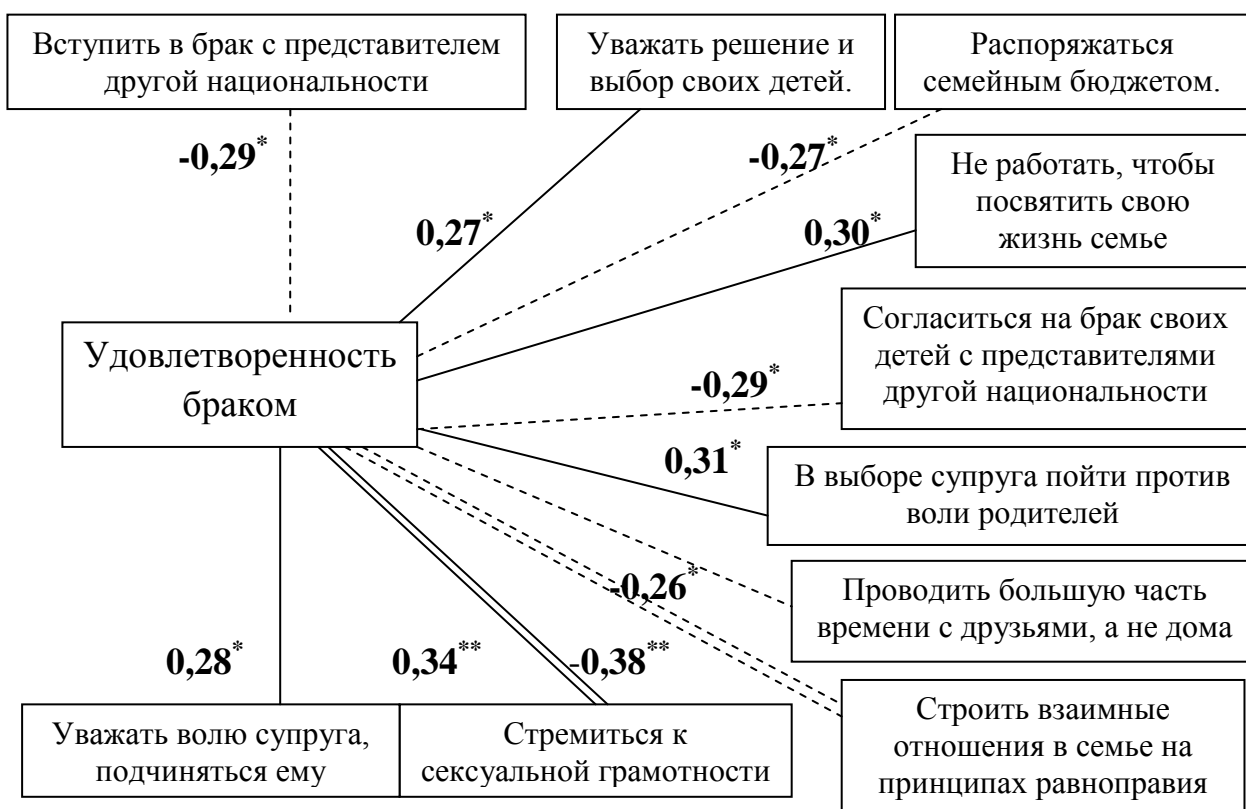 Вступить в брак с представителем
другой национальности
Уважать решение и
выбор своих детей.
Распоряжаться
семейным бюджетом.
-0,29*
0,27*
-0,27*
Не работать, чтобы
посвятить свою
жизнь семье
0,30*
Удовлетворенность
браком
Согласиться на брак своих
детей с представителями
другой национальности
-0,29*
0,31*
В выборе супруга пойти против
воли родителей
-0,26*
Проводить большую часть
времени с друзьями, а не дома
0,28*
0,34**
-0,38**
Уважать волю супруга,
подчиняться ему
Стремиться к
сексуальной грамотности
Строить взаимные
отношения в семье на
принципах равноправия